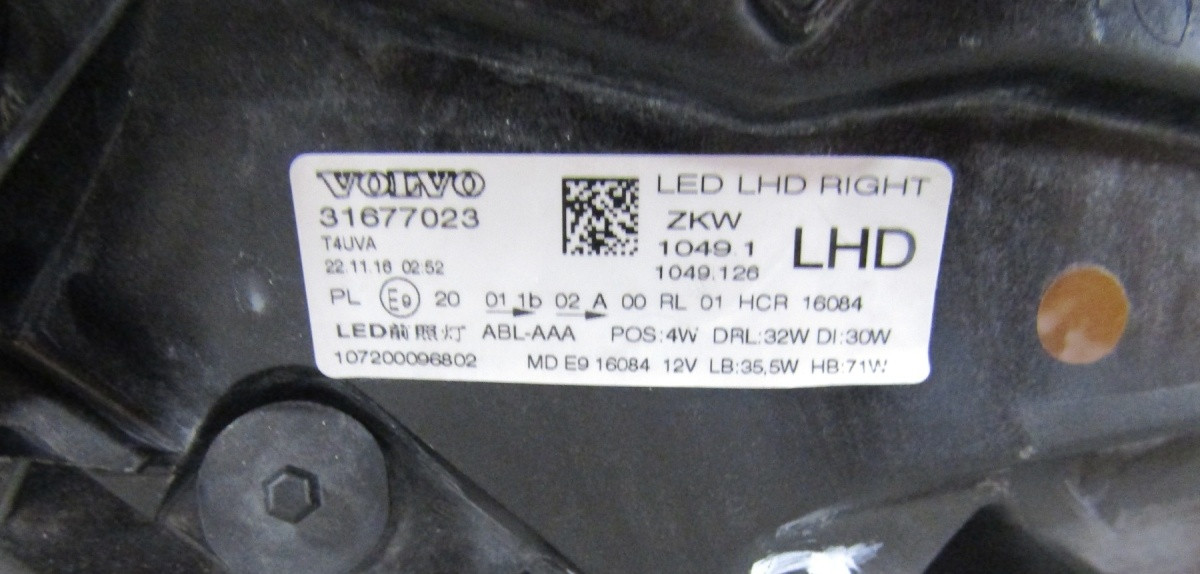 VOLVO
31677023
T4UVA
22.11.16 02:52
LED LHD RIGHT
ZKW
1049.1
1049.126
LHD
PL E9 20 01 1b 02 A 00 RL 01 HCR 16084
LED前照灯 ABL-AAA POS:4W DRL:32W DI:30W
107200096802 MD E9 16084 12V LB:35,5W HB:71W